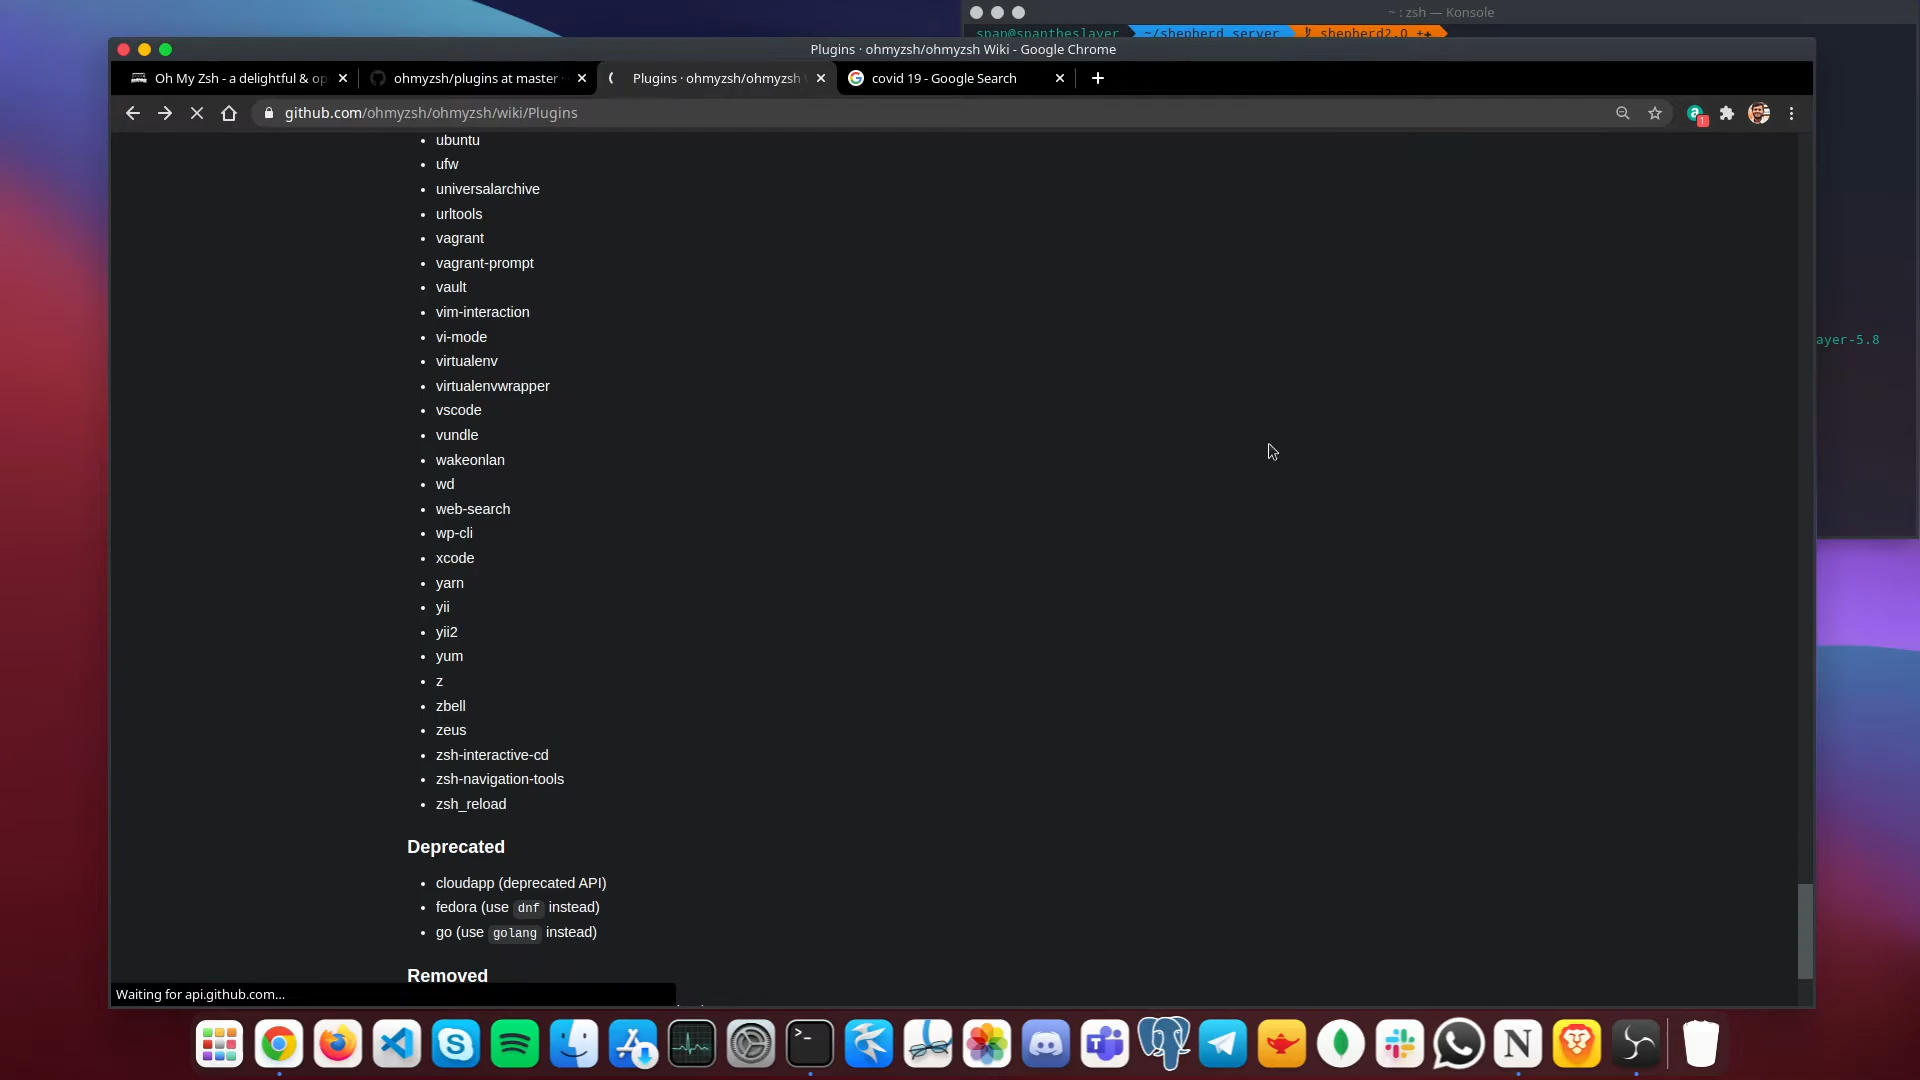 ~ : zsh — Konsole
span@spantheslayer ~/shepherd_server shepherd2.0
Plugins · ohmyzsh/ohmyzsh Wiki - Google Chrome
Oh My Zsh - a delightful & op
ohmyzsh/plugins at master ·
Plugins · ohmyzsh/ohmyzsh
covid 19 - Google Search
github.com/ohmyzsh/ohmyzsh/wiki/Plugins
1
ubuntu
ufw
universalarchive
urltools
vagrant
vagrant-prompt
vault
vim-interaction
vi-mode
ayer-5.8
virtualenv
virtualenvwrapper
vscode
vundle
wakeonlan
wd
web-search
wp-cli
xcode
yarn
yii
yii2
yum
z
zbell
zeus
zsh-interactive-cd
zsh-navigation-tools
zsh_reload
Deprecated
cloudapp (deprecated API)
fedora (use dnf instead)
go (use golang instead)
Removed
Waiting for api.github.com...